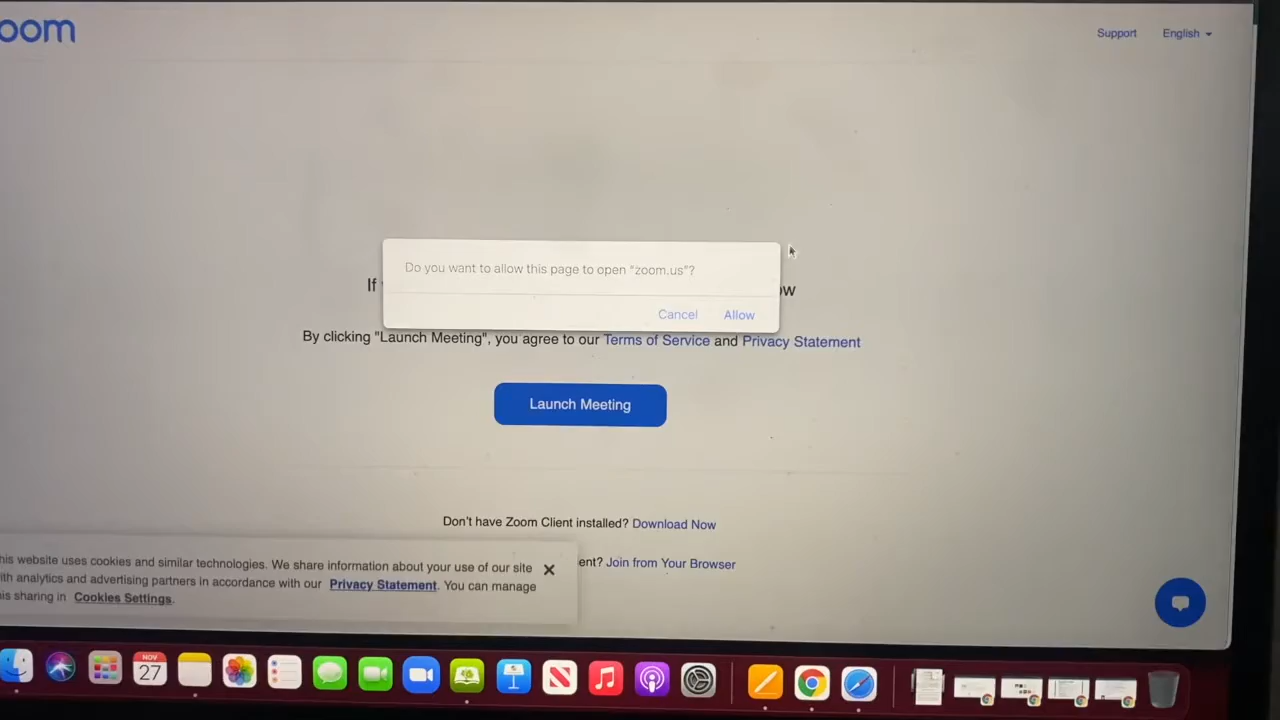 oom
Support
English
Do you want to allow this page to open "zoom.us"?
If
ow
Cancel
Allow
By clicking "Launch Meeting", you agree to our Terms of Service and Privacy Statement
Launch Meeting
Don't have Zoom Client installed? Download Now
ent? Join from Your Browser
his website uses cookies and similar technologies. We share information about your use of our site
ith analytics and advertising partners in accordance with our Privacy Statement. You can manage
is sharing in Cookies Settings.
NOV
27